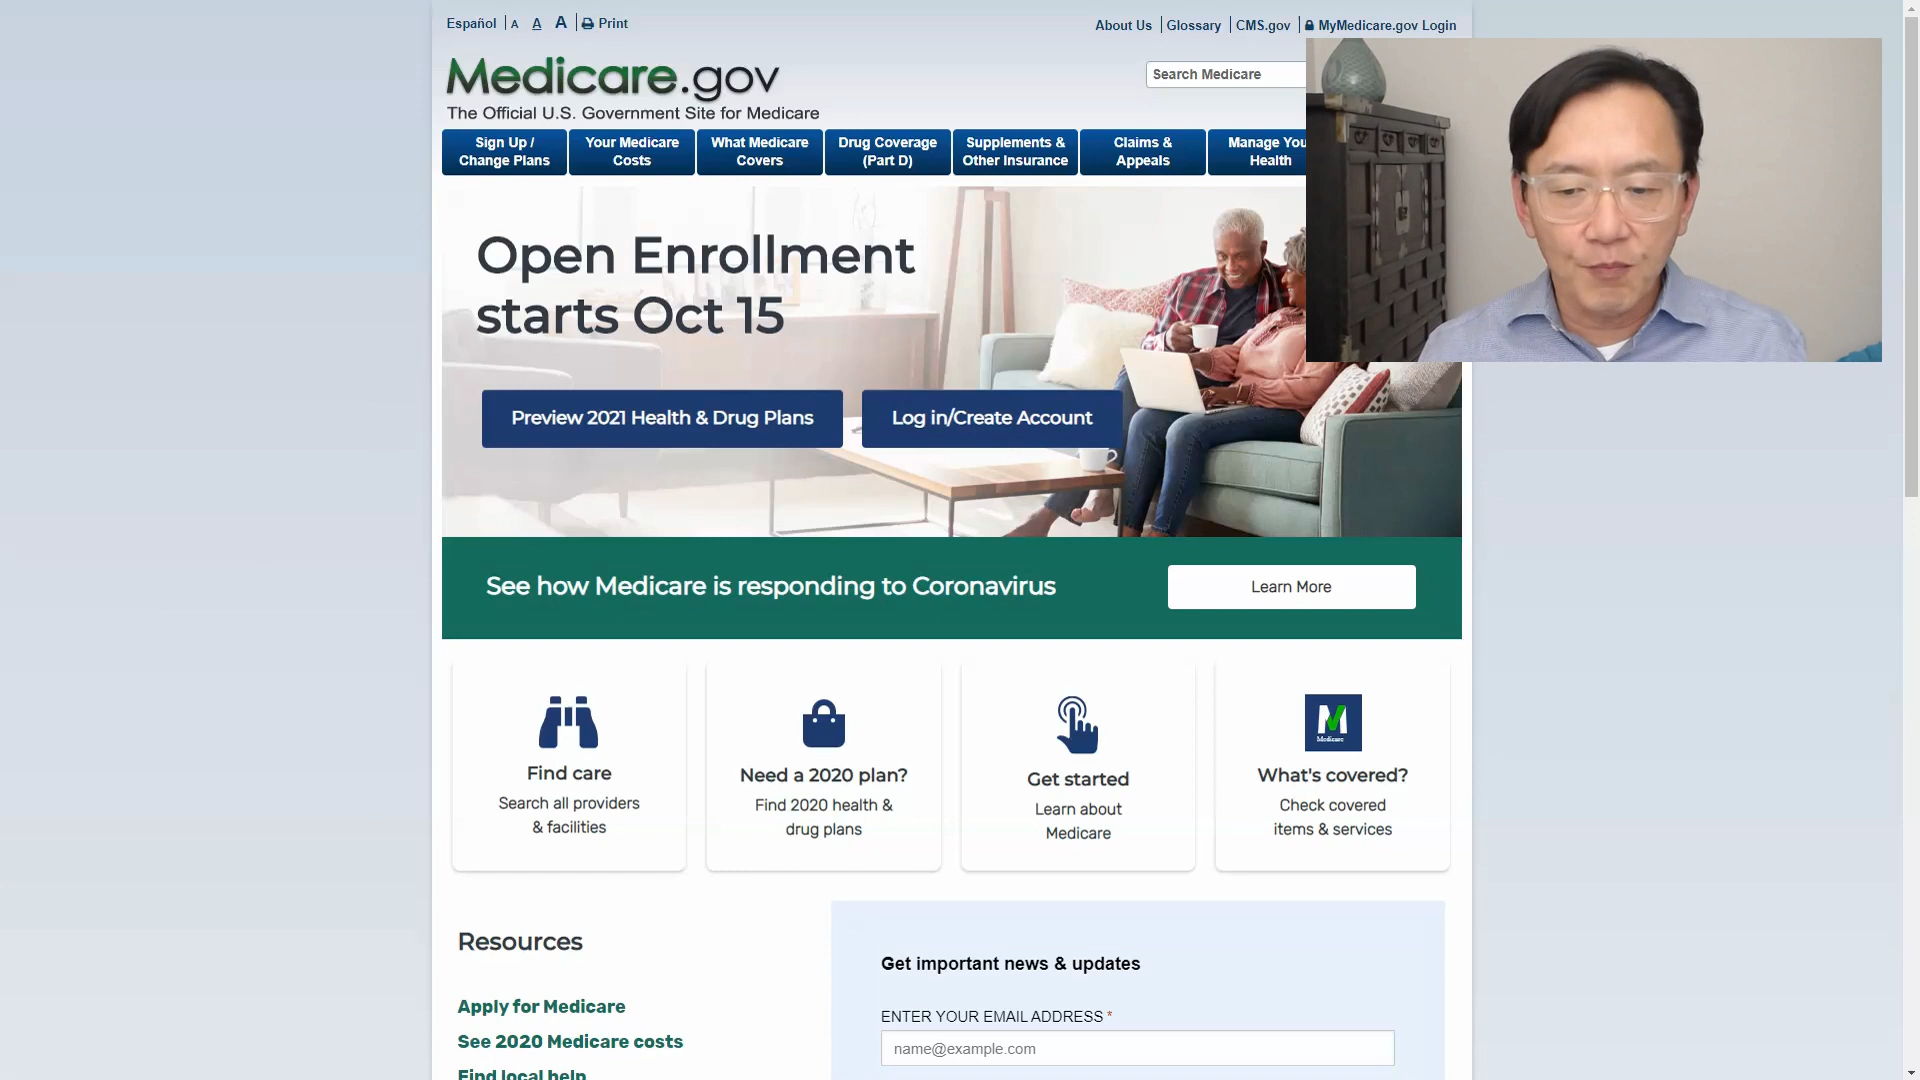 Español A A A Print
About Us Glossary CMS.gov MyMedicare.gov Login
Medicare.gov
The Official U.S. Government Site for Medicare
Search Medicare
Sign Up /
Change Plans
Your Medicare
Costs
What Medicare
Covers
Drug Coverage
(Part D)
Supplements &
Other Insurance
Claims &
Appeals
Manage You
Health
Open Enrollment
starts Oct 15
Preview 2021 Health & Drug Plans
Log in/Create Account
See how Medicare is responding to Coronavirus
Learn More
Find care
Search all providers
& facilities
Need a 2020 plan?
Find 2020 health &
drug plans
Get started
Learn about
Medicare
M
Medicare
What's covered?
Check covered
items & services
Resources
Apply for Medicare
See 2020 Medicare costs
Find local help
Get important news & updates
ENTER YOUR EMAIL ADDRESS *
name@example.com